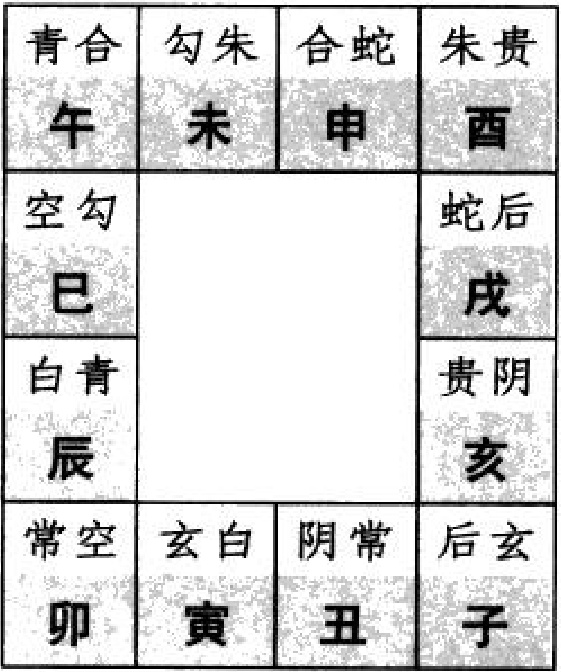 青合 勾朱 合蛇 朱贵
午 未 申 酉
空勾 蛇后
巳 戌
白青 贵阴
辰 亥
常空 玄白 阴常 后玄
卯 寅 丑 子